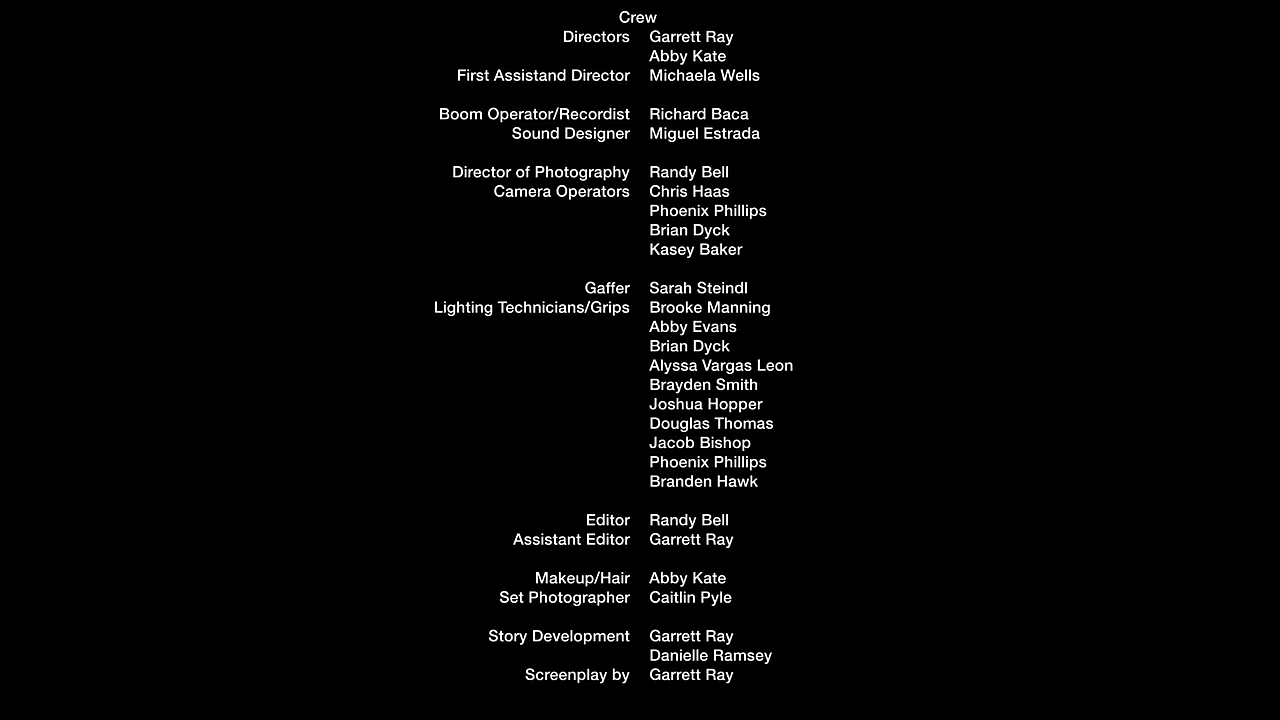 Crew
Directors Garrett Ray
Abby Kate
First Assistand Director Michaela Wells
Boom Operator/Recordist Richard Baca
Sound Designer Miguel Estrada
Director of Photography Randy Bell
Camera Operators Chris Haas
Phoenix Phillips
Brian Dyck
Kasey Baker
Gaffer Sarah Steindl
Lighting Technicians/Grips Brooke Manning
Abby Evans
Brian Dyck
Alyssa Vargas Leon
Brayden Smith
Joshua Hopper
Douglas Thomas
Jacob Bishop
Phoenix Phillips
Branden Hawk
Editor Randy Bell
Assistant Editor Garrett Ray
Makeup/Hair Abby Kate
Set Photographer Caitlin Pyle
Story Development Garrett Ray
Danielle Ramsey
Screenplay by Garrett Ray